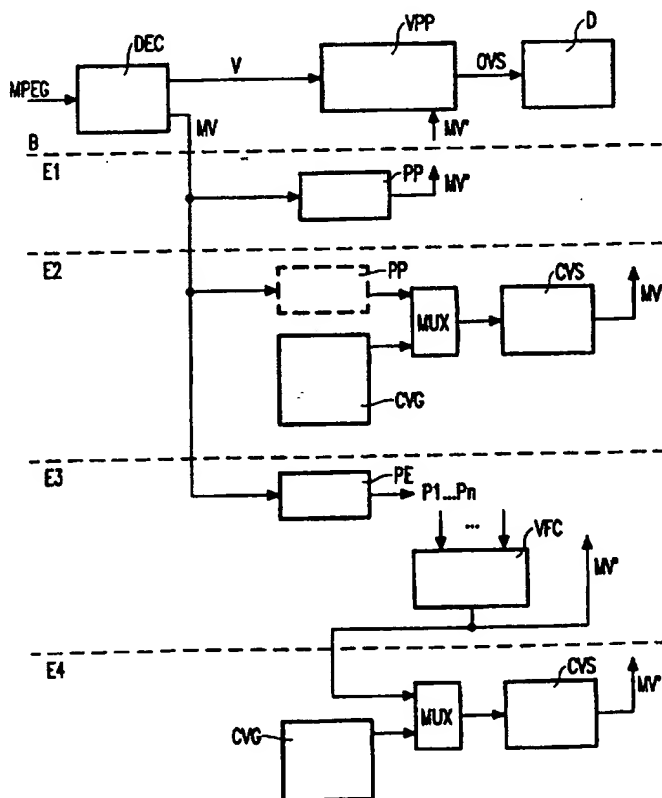 DEC
VPP
D
MPEG
V
OVS
MV
MV"
B
E1
PP
MV"
E2
PP
MUX
CVS
MV"
CVG
E3
PE
P1...Pn
...
VFC
MV"
E4
CVG
MUX
CVS
MV"